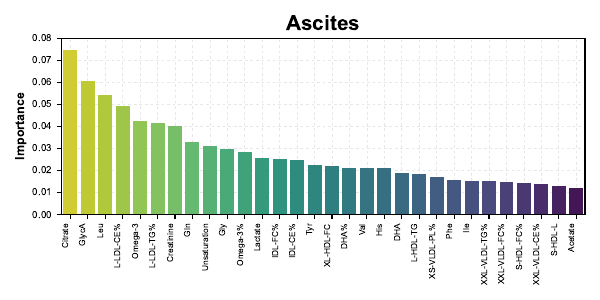 Ascites
Importance
0.08
0.07
0.06
0.05
0.04
0.03
0.02
0.01
0.00
Citrate
GlycA
Leu
L-LDL-CE%
Omega-3
L-LDL-TG%
Creatinine
Gln
Unsaturation
Gly
Omega-3%
Lactate
IDL-FC%
IDL-CE%
Tyr
XL-HDL-FC
DHA%
Val
His
DHA
L-HDL-TG
XS-VLDL-PL%
Phe
Ile
XXL-VLDL-TG%
XXL-VLDL-FC%
S-HDL-FC%
XXL-VLDL-CE%
S-HDL-L
Acetate